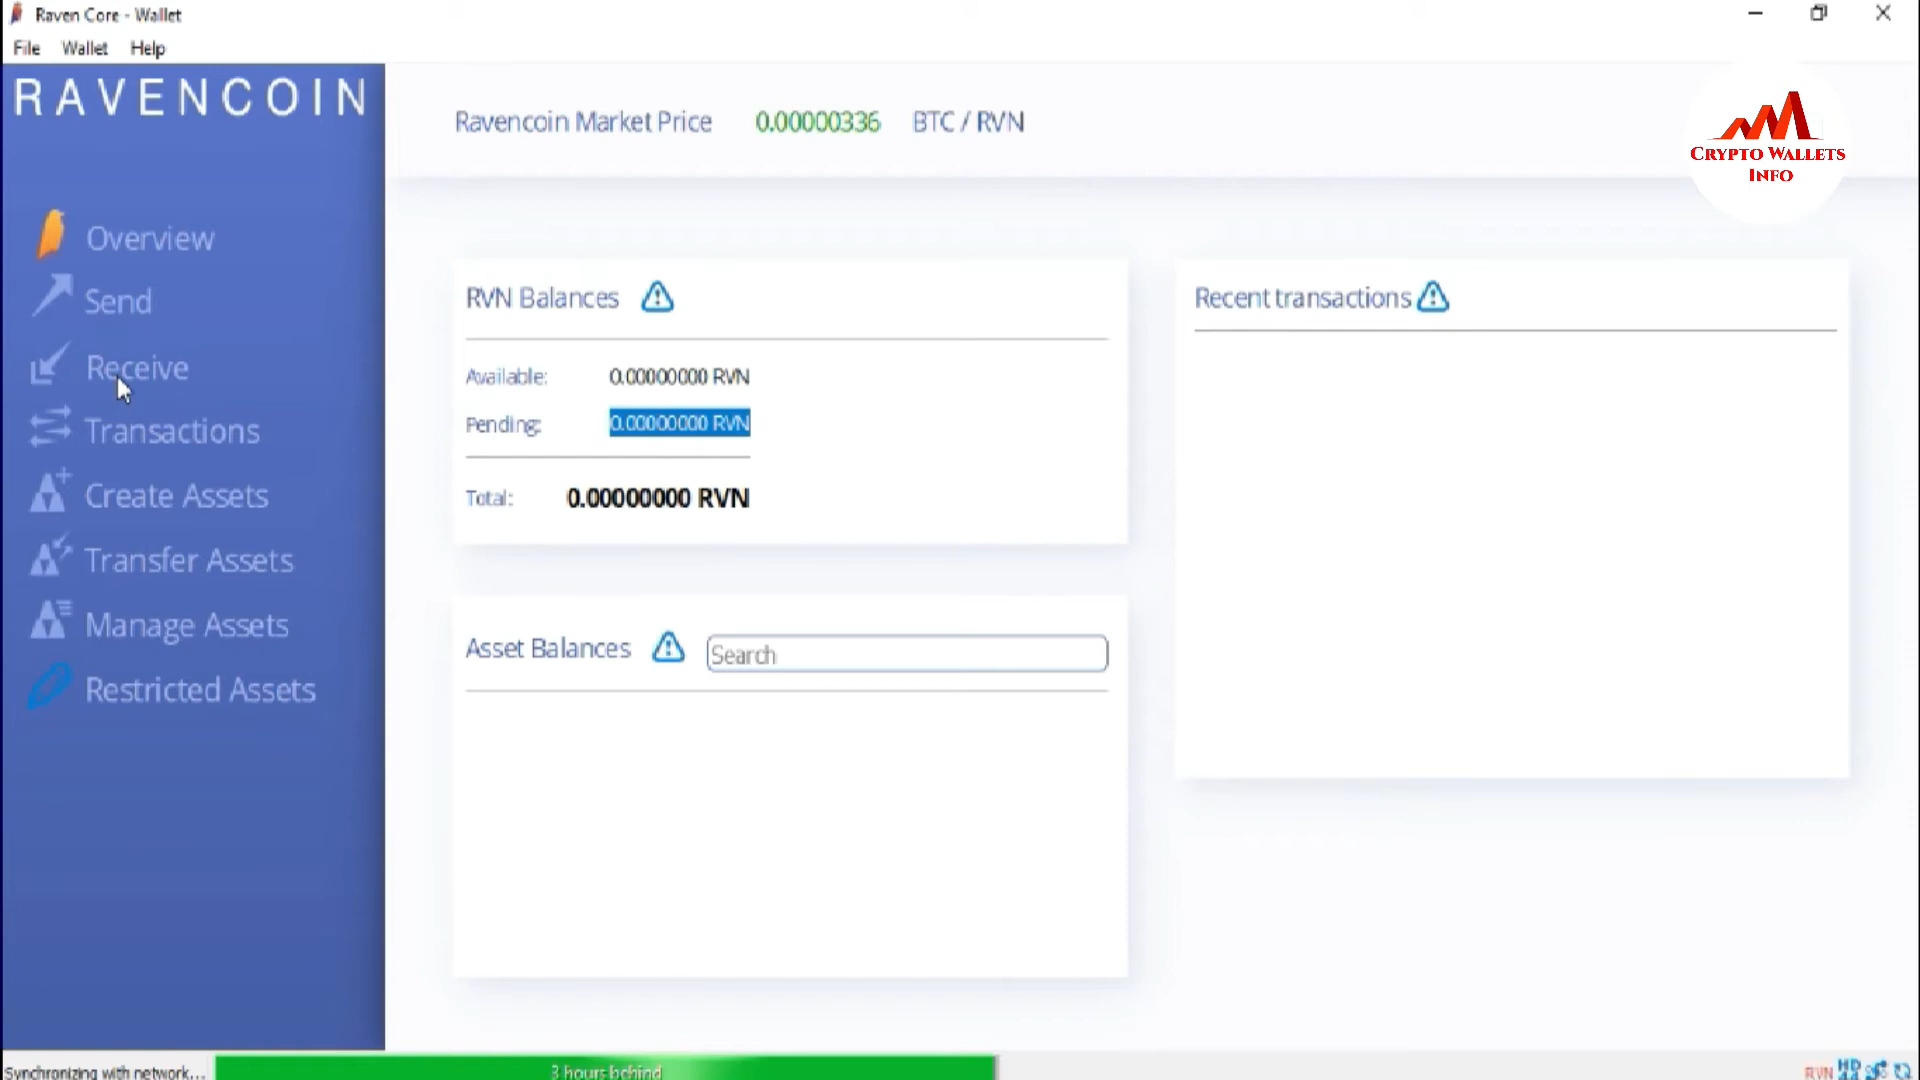 Raven Core - Wallet
File Wallet Help
RAVENCOIN
Ravencoin Market Price 0.00000336 BTC / RVN
CRYPTO WALLETS
INFO
Overview
Send
Receive
Transactions
Create Assets
Transfer Assets
Manage Assets
Restricted Assets
RVN Balances
Available: 0.00000000 RVN
Pending: 0.00000000 RVN
Total: 0.00000000 RVN
Asset Balances Search
Recent transactions
Synchronizing with network... 3 hours behind RVN HD